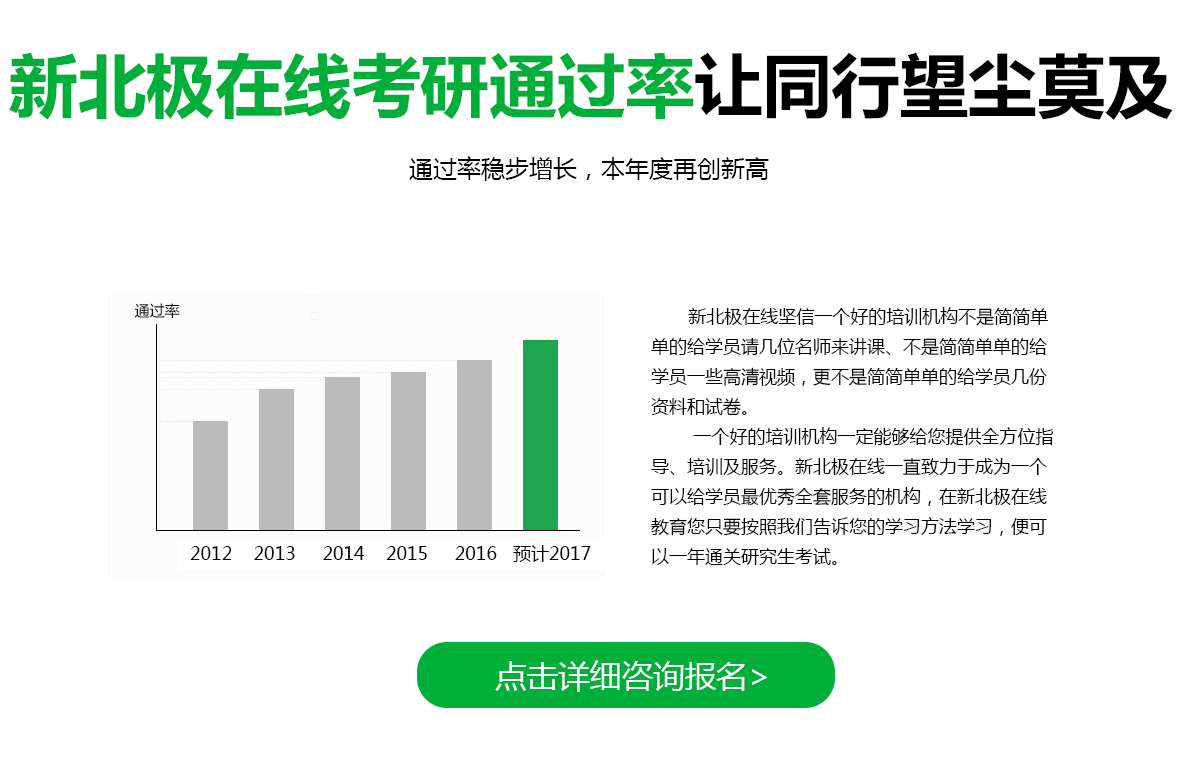 新北极在线考研通过率让同行望尘莫及
通过率稳步增长，本年度再创新高
通过率
2012 2013 2014 2015 2016 预计2017
新北极在线坚信一个好的培训机构不是简简单
单的给学员请几位名师来讲课、不是简简单单的给
学员一些高清视频，更不是简简单单的给学员几份
资料和试卷。
一个好的培训机构一定能够给您提供全方位指
导、培训及服务。新北极在线一直致力于成为一个
可以给学员最优秀全套服务的机构，在新北极在线
教育您只要按照我们告诉您的学习方法学习，便可
以一年通关研究生考试。
点击详细咨询报名>